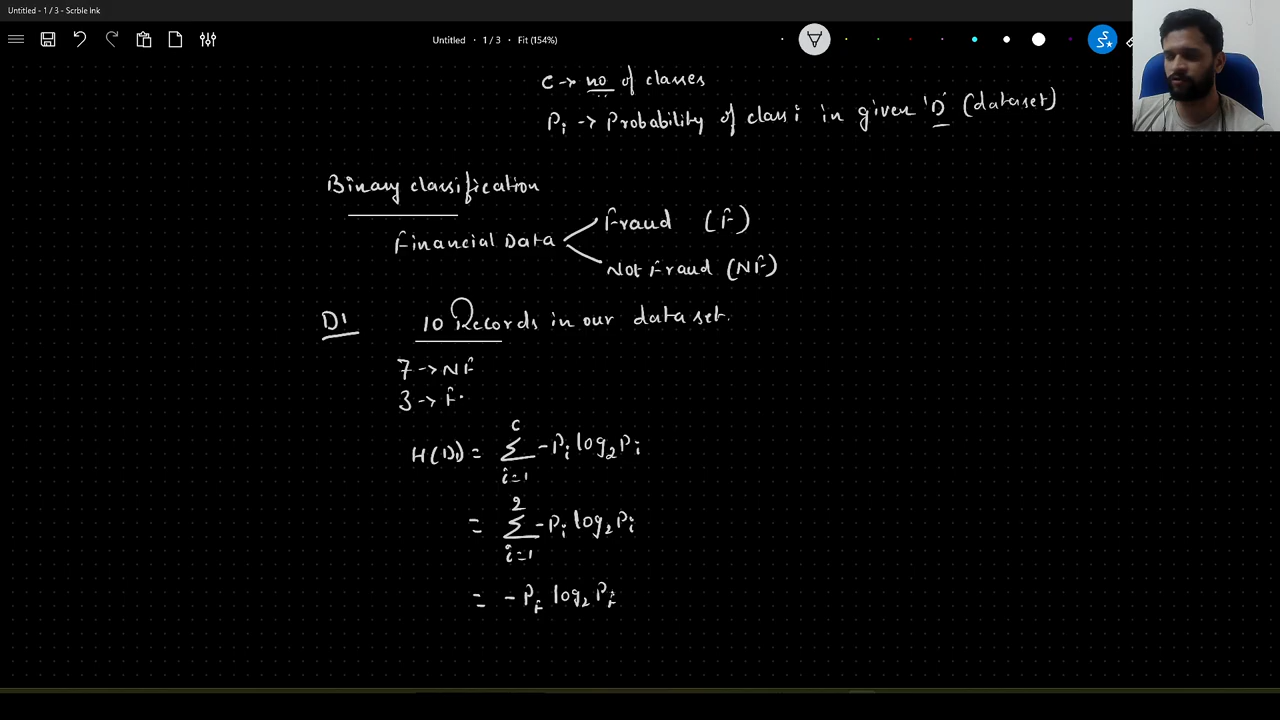 Untitled - 1 / 3 - Scrble Ink
Untitled • 1 / 3 • Fit (154%)
C → no of classes
Pi → Probability of class i in given 'D' (dataset)
Binary classification
Financial Data
Fraud (F)
Not Fraud (NF)
D1 10 Records in our dataset.
7 → NF
3 → F.
H(D1) = Σ_{i=1}^{C} -Pi log2 Pi
= Σ_{i=1}^{2} -Pi log2 Pi
= -PF log2 PF